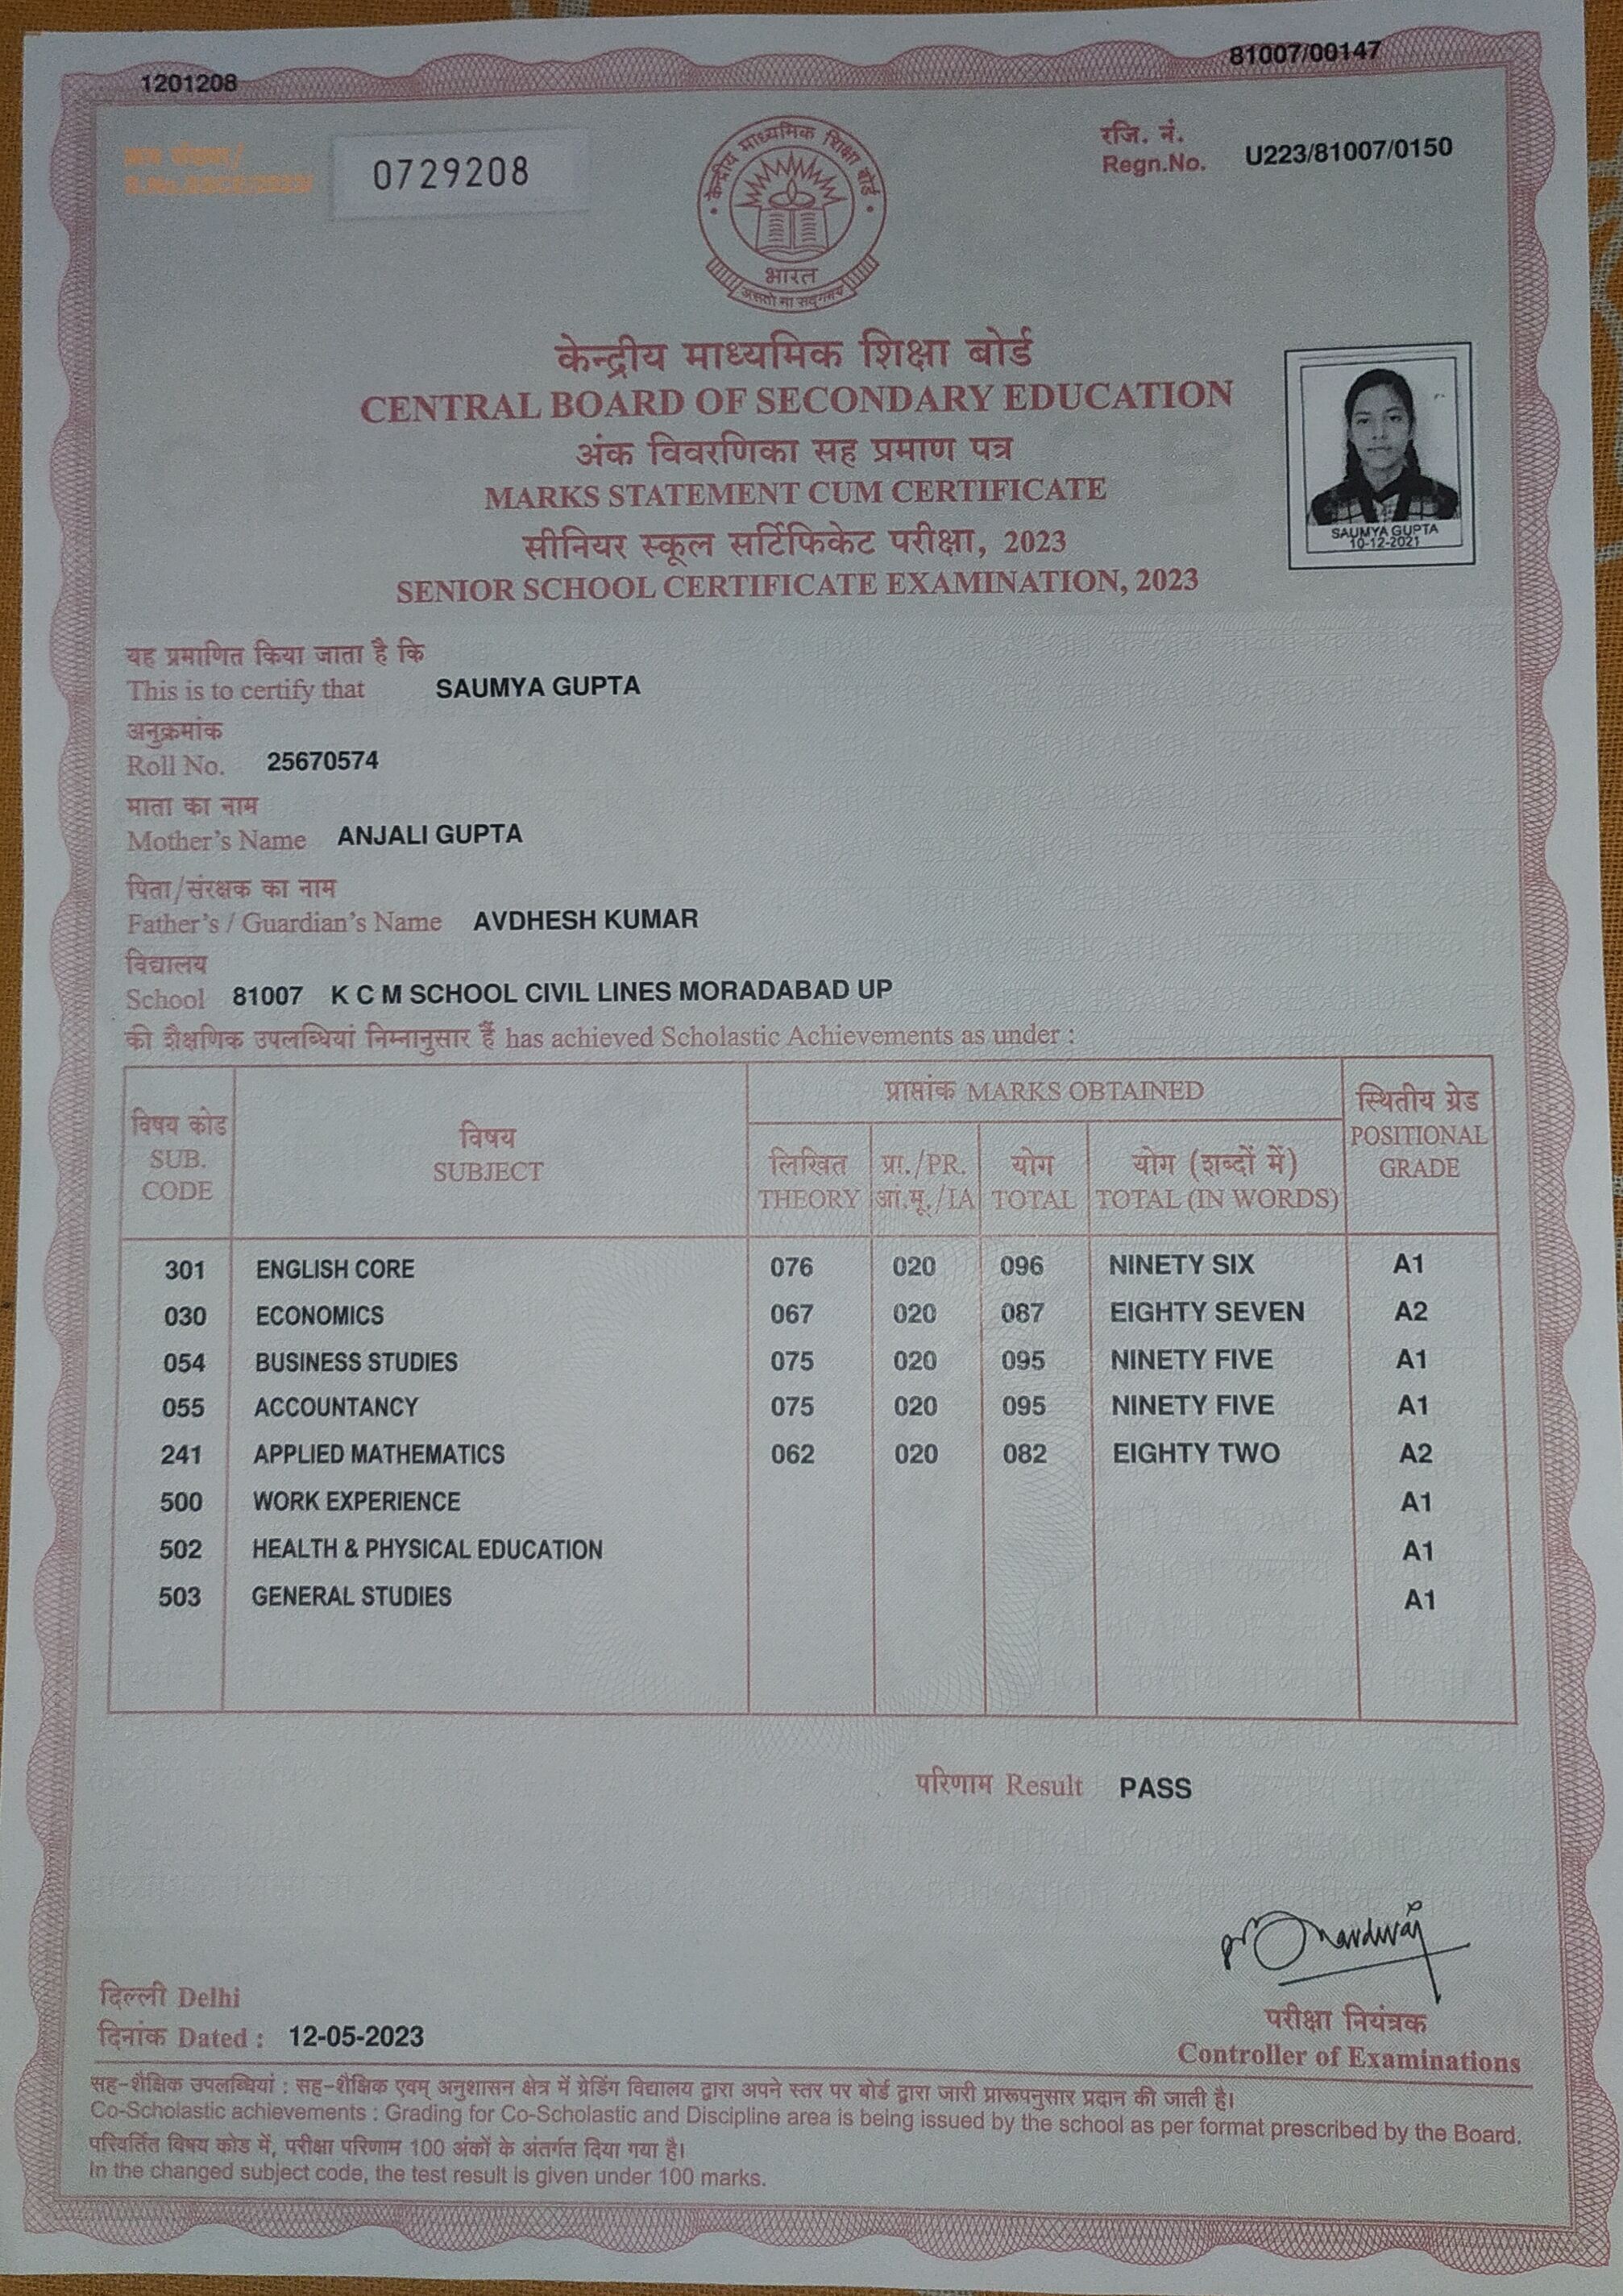 1201208
81007/00147
क्रम संख्या/
0729208
रजि. नं.
Regn.No. U223/81007/0150
केन्द्रीय माध्यमिक शिक्षा बोर्ड
भारत
असतो मा सद्गमय
केन्द्रीय माध्यमिक शिक्षा बोर्ड
CENTRAL BOARD OF SECONDARY EDUCATION
अंक विवरणिका सह प्रमाण पत्र
MARKS STATEMENT CUM CERTIFICATE
सीनियर स्कूल सर्टिफिकेट परीक्षा, 2023
SENIOR SCHOOL CERTIFICATE EXAMINATION, 2023
SAUMYA GUPTA
10-12-2021
यह प्रमाणित किया जाता है कि
This is to certify that SAUMYA GUPTA
अनुक्रमांक
Roll No. 25670574
माता का नाम
Mother's Name ANJALI GUPTA
पिता/संरक्षक का नाम
Father's / Guardian's Name AVDHESH KUMAR
विद्यालय
School 81007 K C M SCHOOL CIVIL LINES MORADABAD UP
की शैक्षणिक उपलब्धियां निम्नानुसार हैं has achieved Scholastic Achievements as under :
विषय कोड
SUB.
CODE
विषय
SUBJECT
प्राप्तांक MARKS OBTAINED
लिखित
THEORY
प्रा./PR.
आं.मू./IA
योग
TOTAL
योग (शब्दों में)
TOTAL (IN WORDS)
स्थितीय ग्रेड
POSITIONAL
GRADE
301 ENGLISH CORE 076 020 096 NINETY SIX A1
030 ECONOMICS 067 020 087 EIGHTY SEVEN A2
054 BUSINESS STUDIES 075 020 095 NINETY FIVE A1
055 ACCOUNTANCY 075 020 095 NINETY FIVE A1
241 APPLIED MATHEMATICS 062 020 082 EIGHTY TWO A2
500 WORK EXPERIENCE A1
502 HEALTH & PHYSICAL EDUCATION A1
503 GENERAL STUDIES A1
परिणाम Result PASS
दिल्ली Delhi
दिनांक Dated : 12-05-2023
परीक्षा नियंत्रक
Controller of Examinations
सह-शैक्षिक उपलब्धियां : सह-शैक्षिक एवम् अनुशासन क्षेत्र में ग्रेडिंग विद्यालय द्वारा अपने स्तर पर बोर्ड द्वारा जारी प्रारूपनुसार प्रदान की जाती है।
Co-Scholastic achievements : Grading for Co-Scholastic and Discipline area is being issued by the school as per format prescribed by the Board.
परिवर्तित विषय कोड में, परीक्षा परिणाम 100 अंकों के अंतर्गत दिया गया है।
In the changed subject code, the test result is given under 100 marks.